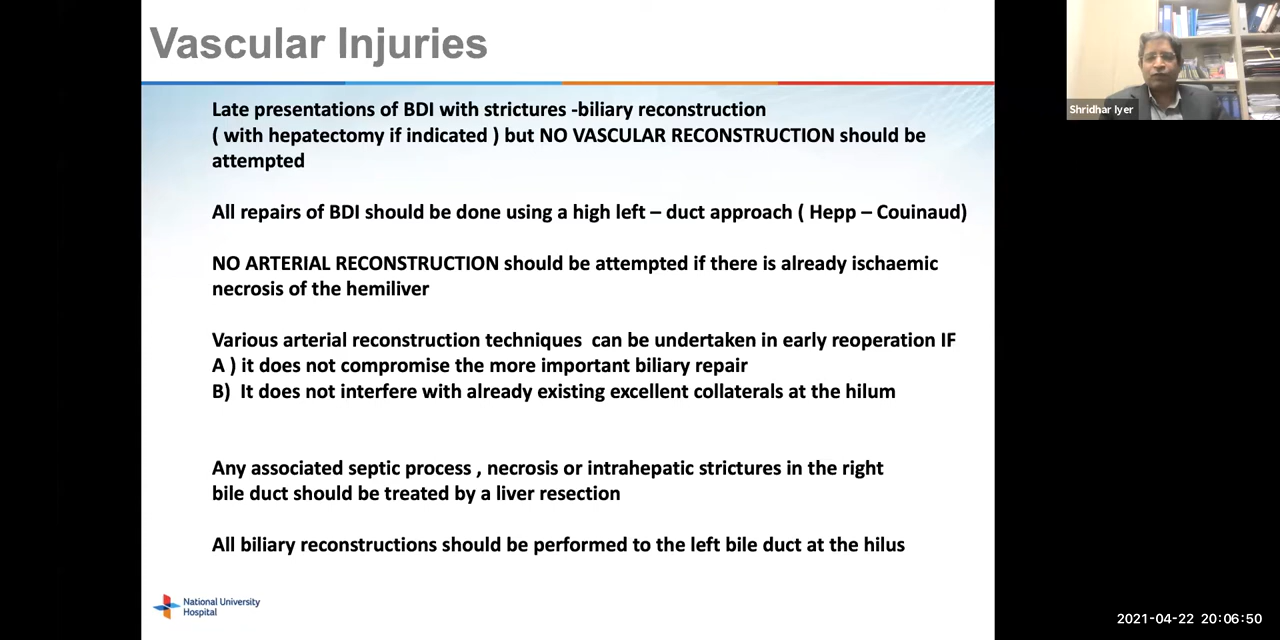 Vascular Injuries
Shridhar Iyer
Late presentations of BDI with strictures -biliary reconstruction
( with hepatectomy if indicated ) but NO VASCULAR RECONSTRUCTION should be
attempted
All repairs of BDI should be done using a high left – duct approach ( Hepp – Couinaud)
NO ARTERIAL RECONSTRUCTION should be attempted if there is already ischaemic
necrosis of the hemiliver
Various arterial reconstruction techniques  can be undertaken in early reoperation IF
A ) it does not compromise the more important biliary repair
B)  It does not interfere with already existing excellent collaterals at the hilum
Any associated septic process , necrosis or intrahepatic strictures in the right
bile duct should be treated by a liver resection
All biliary reconstructions should be performed to the left bile duct at the hilus
National University
Hospital
2021-04-22 20:06:50